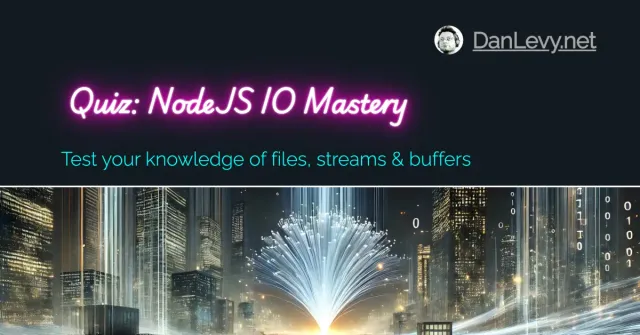 DanLevy.net
Quiz: NodeJS IO Mastery
Test your knowledge of files, streams & buffers